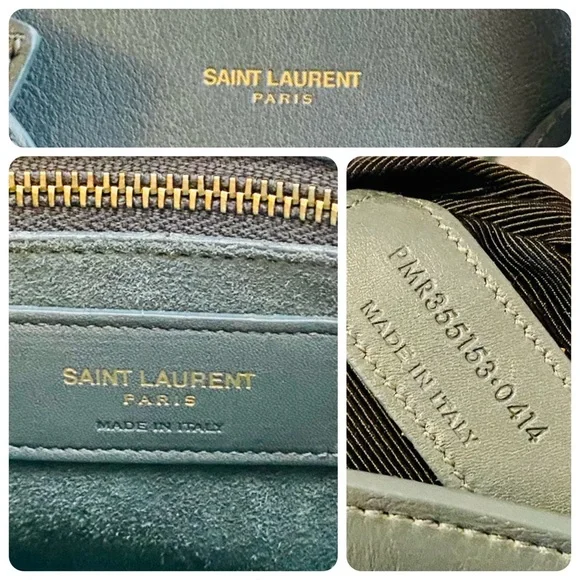 SAINT LAURENT
PARIS
SAINT LAURENT
PARIS
MADE IN ITALY
PMR355153·0414
MADE IN ITALY